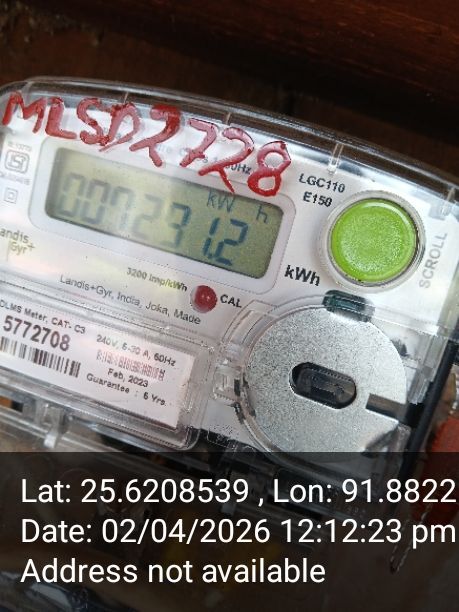 MLSD2728
LGC110
E150
kW h
007231.2
kWh
SCROLL
Landis+
Gyr+
3200 imp/kWh
CAL
Landis+Gyr, India, Joka, Made
DLMS Meter, CAT- C3
5772708
240V, 5-30 A, 50Hz
Feb, 2023
Guarantee : 5 Yrs.
Lat: 25.6208539 , Lon: 91.8822
Date: 02/04/2026 12:12:23 pm
Address not available